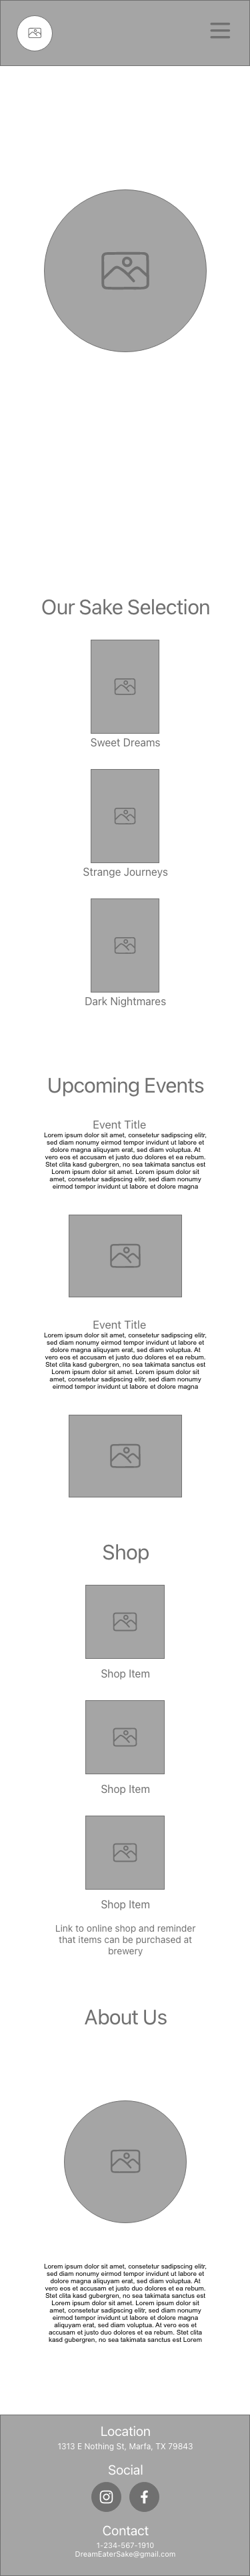 Our Sake Selection
Sweet Dreams
Strange Journeys
Dark Nightmares
Upcoming Events
Event Title
Lorem ipsum dolor sit amet, consetetur sadipscing elitr,
sed diam nonumy eirmod tempor invidunt ut labore et
dolore magna aliquyam erat, sed diam voluptua. At
vero eos et accusam et justo duo dolores et ea rebum.
Stet clita kasd gubergren, no sea takimata sanctus est
Lorem ipsum dolor sit amet. Lorem ipsum dolor sit
amet, consetetur sadipscing elitr, sed diam nonumy
eirmod tempor invidunt ut labore et dolore magna
Event Title
Lorem ipsum dolor sit amet, consetetur sadipscing elitr,
sed diam nonumy eirmod tempor invidunt ut labore et
dolore magna aliquyam erat, sed diam voluptua. At
vero eos et accusam et justo duo dolores et ea rebum.
Stet clita kasd gubergren, no sea takimata sanctus est
Lorem ipsum dolor sit amet. Lorem ipsum dolor sit
amet, consetetur sadipscing elitr, sed diam nonumy
eirmod tempor invidunt ut labore et dolore magna
Shop
Shop Item
Shop Item
Shop Item
Link to online shop and reminder
that items can be purchased at
brewery
About Us
Lorem ipsum dolor sit amet, consetetur sadipscing elitr,
sed diam nonumy eirmod tempor invidunt ut labore et
dolore magna aliquyam erat, sed diam voluptua. At
vero eos et accusam et justo duo dolores et ea rebum.
Stet clita kasd gubergren, no sea takimata sanctus est
Lorem ipsum dolor sit amet. Lorem ipsum dolor sit
amet, consetetur sadipscing elitr, sed diam nonumy
eirmod tempor invidunt ut labore et dolore magna
aliquyam erat, sed diam voluptua. At vero eos et
accusam et justo duo dolores et ea rebum. Stet clita
kasd gubergren, no sea takimata sanctus est Lorem
Location
1313 E Nothing St, Marfa, TX 79843
Social
Contact
1-234-567-1910
DreamEaterSake@gmail.com